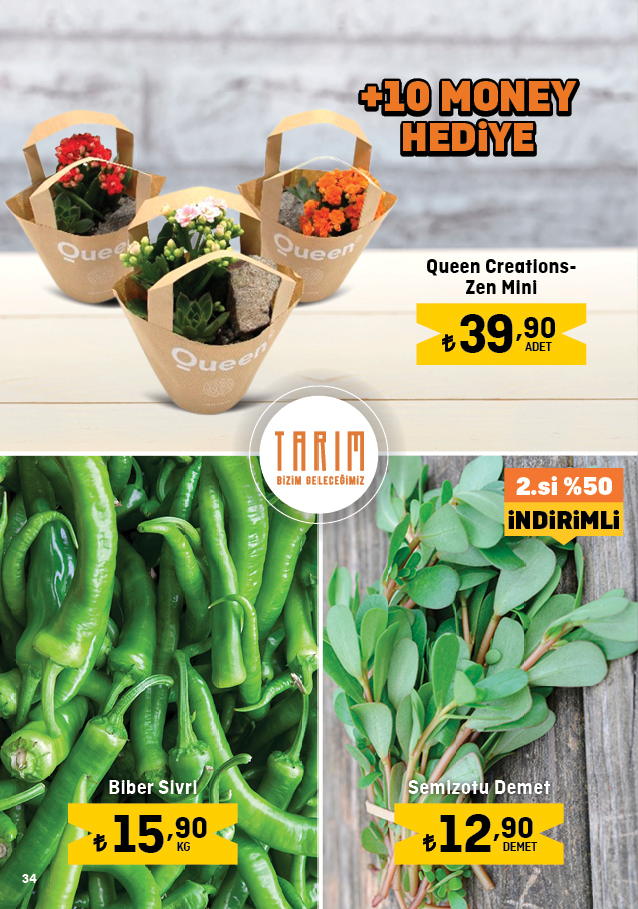 +10 MONEY
HEDİYE
Queen
Queen
Queen
Queen Creations-
Zen Mini
₺39,90
ADET
TARIM
BİZİM GELECEĞİMİZ
2.si %50
İNDİRİMLİ
Biber Sivri
₺15,90
KG
Semizotu Demet
₺12,90
DEMET
34